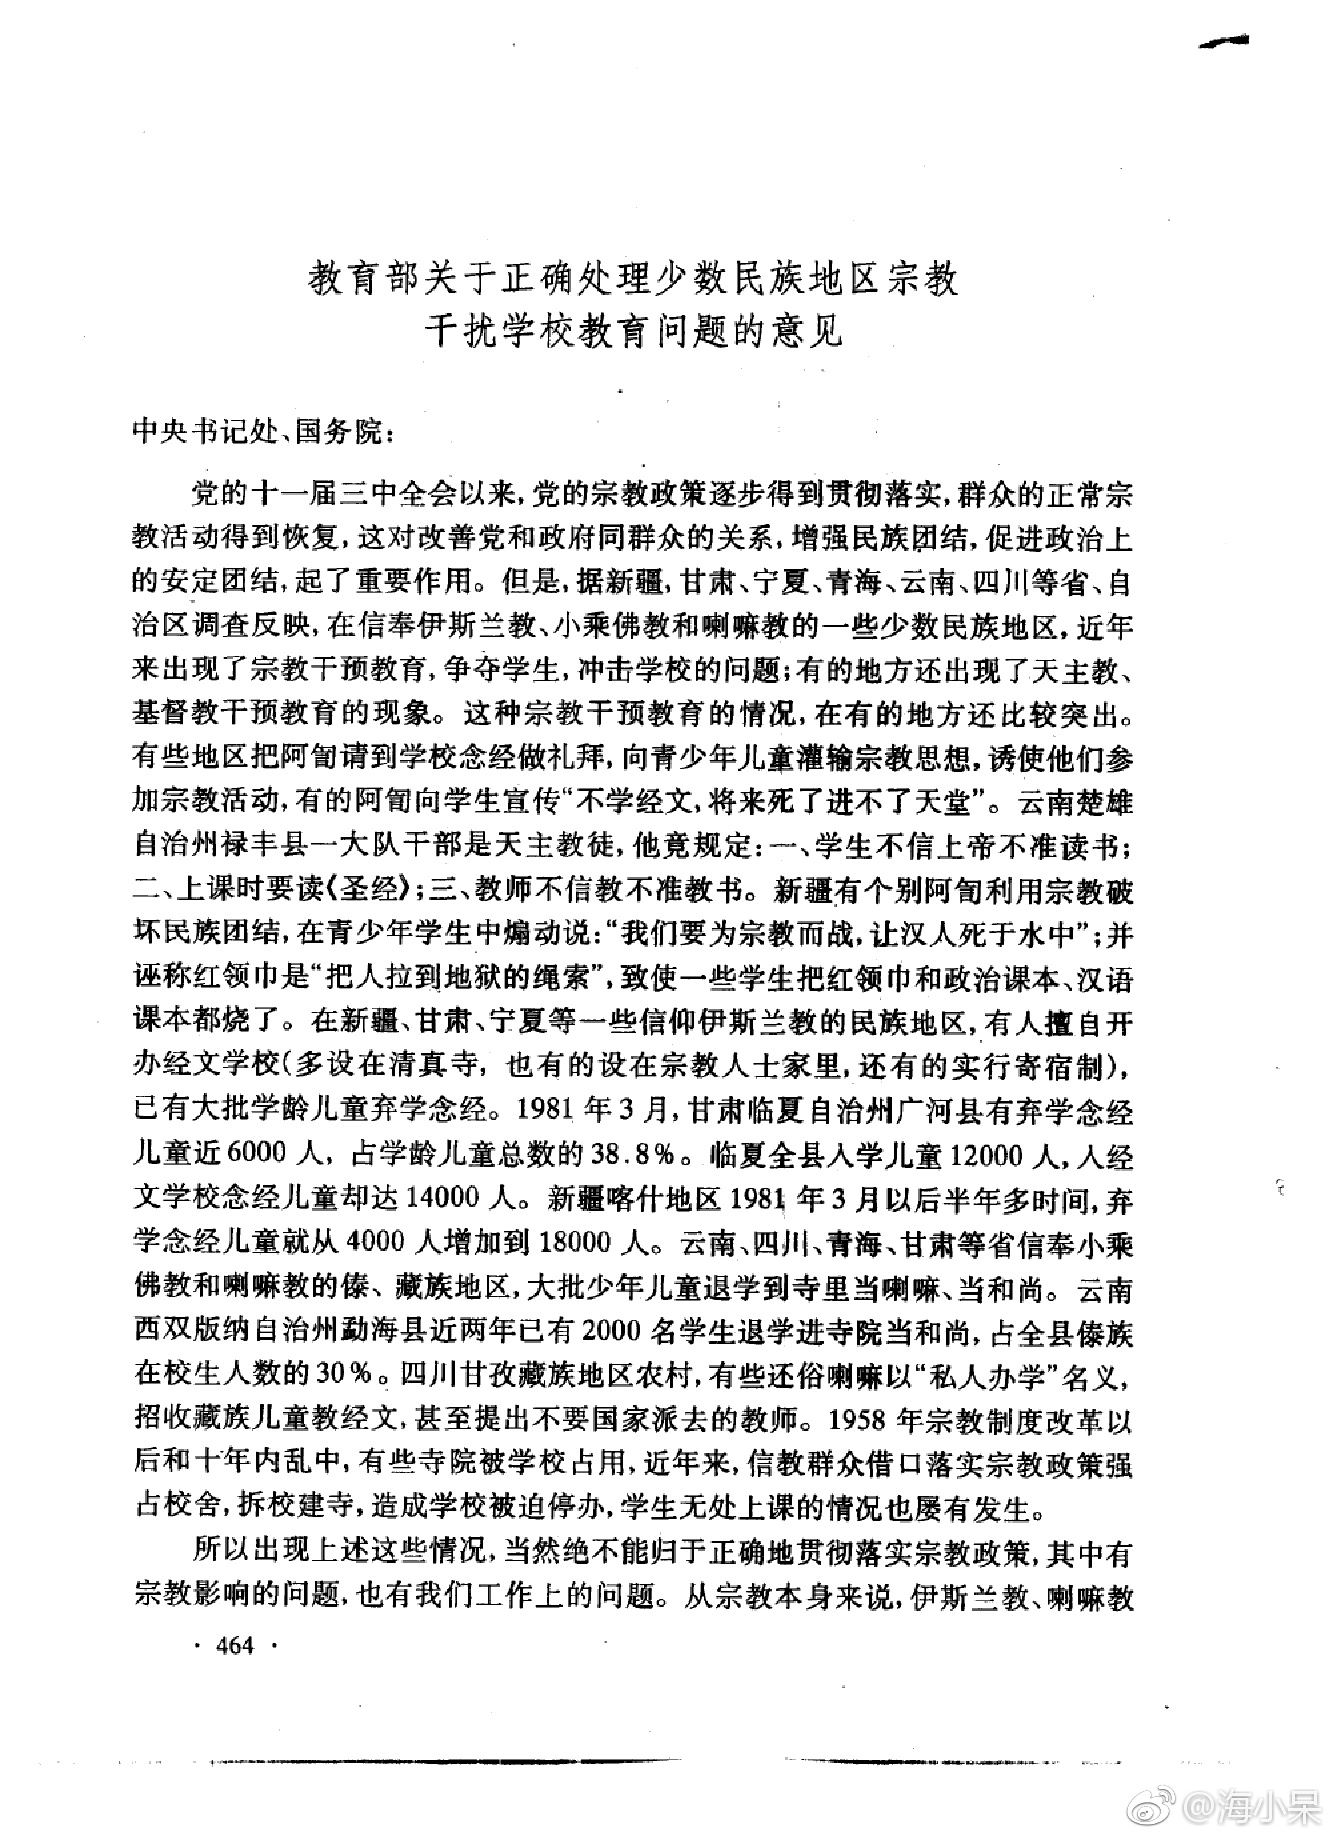 教育部关于正确处理少数民族地区宗教
干扰学校教育问题的意见
中央书记处、国务院：
党的十一届三中全会以来，党的宗教政策逐步得到贯彻落实，群众的正常宗
教活动得到恢复，这对改善党和政府同群众的关系，增强民族团结，促进政治上
的安定团结，起了重要作用。但是，据新疆，甘肃、宁夏、青海、云南、四川等省、自
治区调查反映，在信奉伊斯兰教、小乘佛教和喇嘛教的一些少数民族地区，近年
来出现了宗教干预教育，争夺学生，冲击学校的问题；有的地方还出现了天主教、
基督教干预教育的现象。这种宗教干预教育的情况，在有的地方还比较突出。
有些地区把阿訇请到学校念经做礼拜，向青少年儿童灌输宗教思想，诱使他们参
加宗教活动，有的阿訇向学生宣传“不学经文，将来死了进不了天堂”。云南楚雄
自治州禄丰县一大队干部是天主教徒，他竟规定：一、学生不信上帝不准读书；
二、上课时要读《圣经》；三、教师不信教不准教书。新疆有个别阿訇利用宗教破
坏民族团结，在青少年学生中煽动说：“我们要为宗教而战，让汉人死于水中”；并
诬称红领巾是“把人拉到地狱的绳索”，致使一些学生把红领巾和政治课本、汉语
课本都烧了。在新疆、甘肃、宁夏等一些信仰伊斯兰教的民族地区，有人擅自开
办经文学校（多设在清真寺，也有的设在宗教人士家里，还有的实行寄宿制），
已有大批学龄儿童弃学念经。1981年3月，甘肃临夏自治州广河县有弃学念经
儿童近6000人，占学龄儿童总数的38.8%。临夏全县入学儿童12000人，入经
文学校念经儿童却达14000人。新疆喀什地区1981年3月以后半年多时间，弃
学念经儿童就从4000人增加到18000人。云南、四川、青海、甘肃等省信奉小乘
佛教和喇嘛教的傣、藏族地区，大批少年儿童退学到寺里当喇嘛、当和尚。云南
西双版纳自治州勐海县近两年已有2000名学生退学进寺院当和尚，占全县傣族
在校生人数的30%。四川甘孜藏族地区农村，有些还俗喇嘛以“私人办学”名义，
招收藏族儿童教经文，甚至提出不要国家派去的教师。1958年宗教制度改革以
后和十年内乱中，有些寺院被学校占用，近年来，信教群众借口落实宗教政策强
占校舍，拆校建寺，造成学校被迫停办，学生无处上课的情况也屡有发生。
所以出现上述这些情况，当然绝不能归于正确地贯彻落实宗教政策，其中有
宗教影响的问题，也有我们工作上的问题。从宗教本身来说，伊斯兰教、喇嘛教
· 464 ·
@海小呆